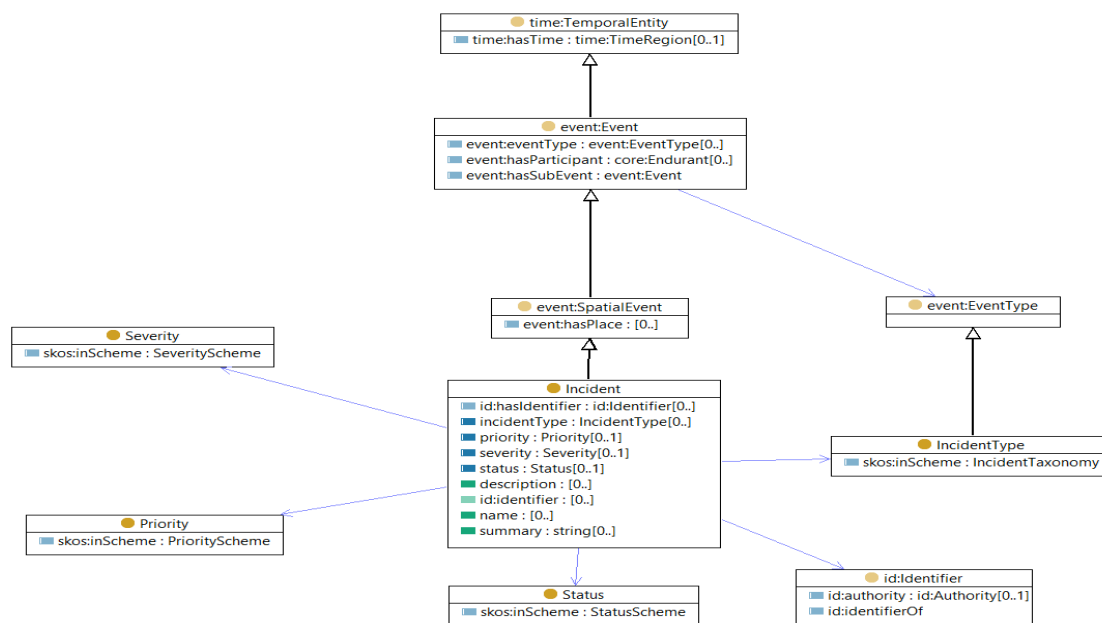 time:TemporalEntity
time:hasTime : time:TimeRegion[0..1]
event:Event
event:eventType : event:EventType[0..]
event:hasParticipant : core:Endurant[0..]
event:hasSubEvent : event:Event
event:SpatialEvent
event:hasPlace : [0..]
event:EventType
Severity
skos:inScheme : SeverityScheme
Incident
id:hasIdentifier : id:Identifier[0..]
incidentType : IncidentType[0..]
priority : Priority[0..1]
severity : Severity[0..1]
status : Status[0..1]
description : [0..]
id:identifier : [0..]
name : [0..]
summary : string[0..]
IncidentType
skos:inScheme : IncidentTaxonomy
Priority
skos:inScheme : PriorityScheme
Status
skos:inScheme : StatusScheme
id:Identifier
id:authority : id:Authority[0..1]
id:identifierOf